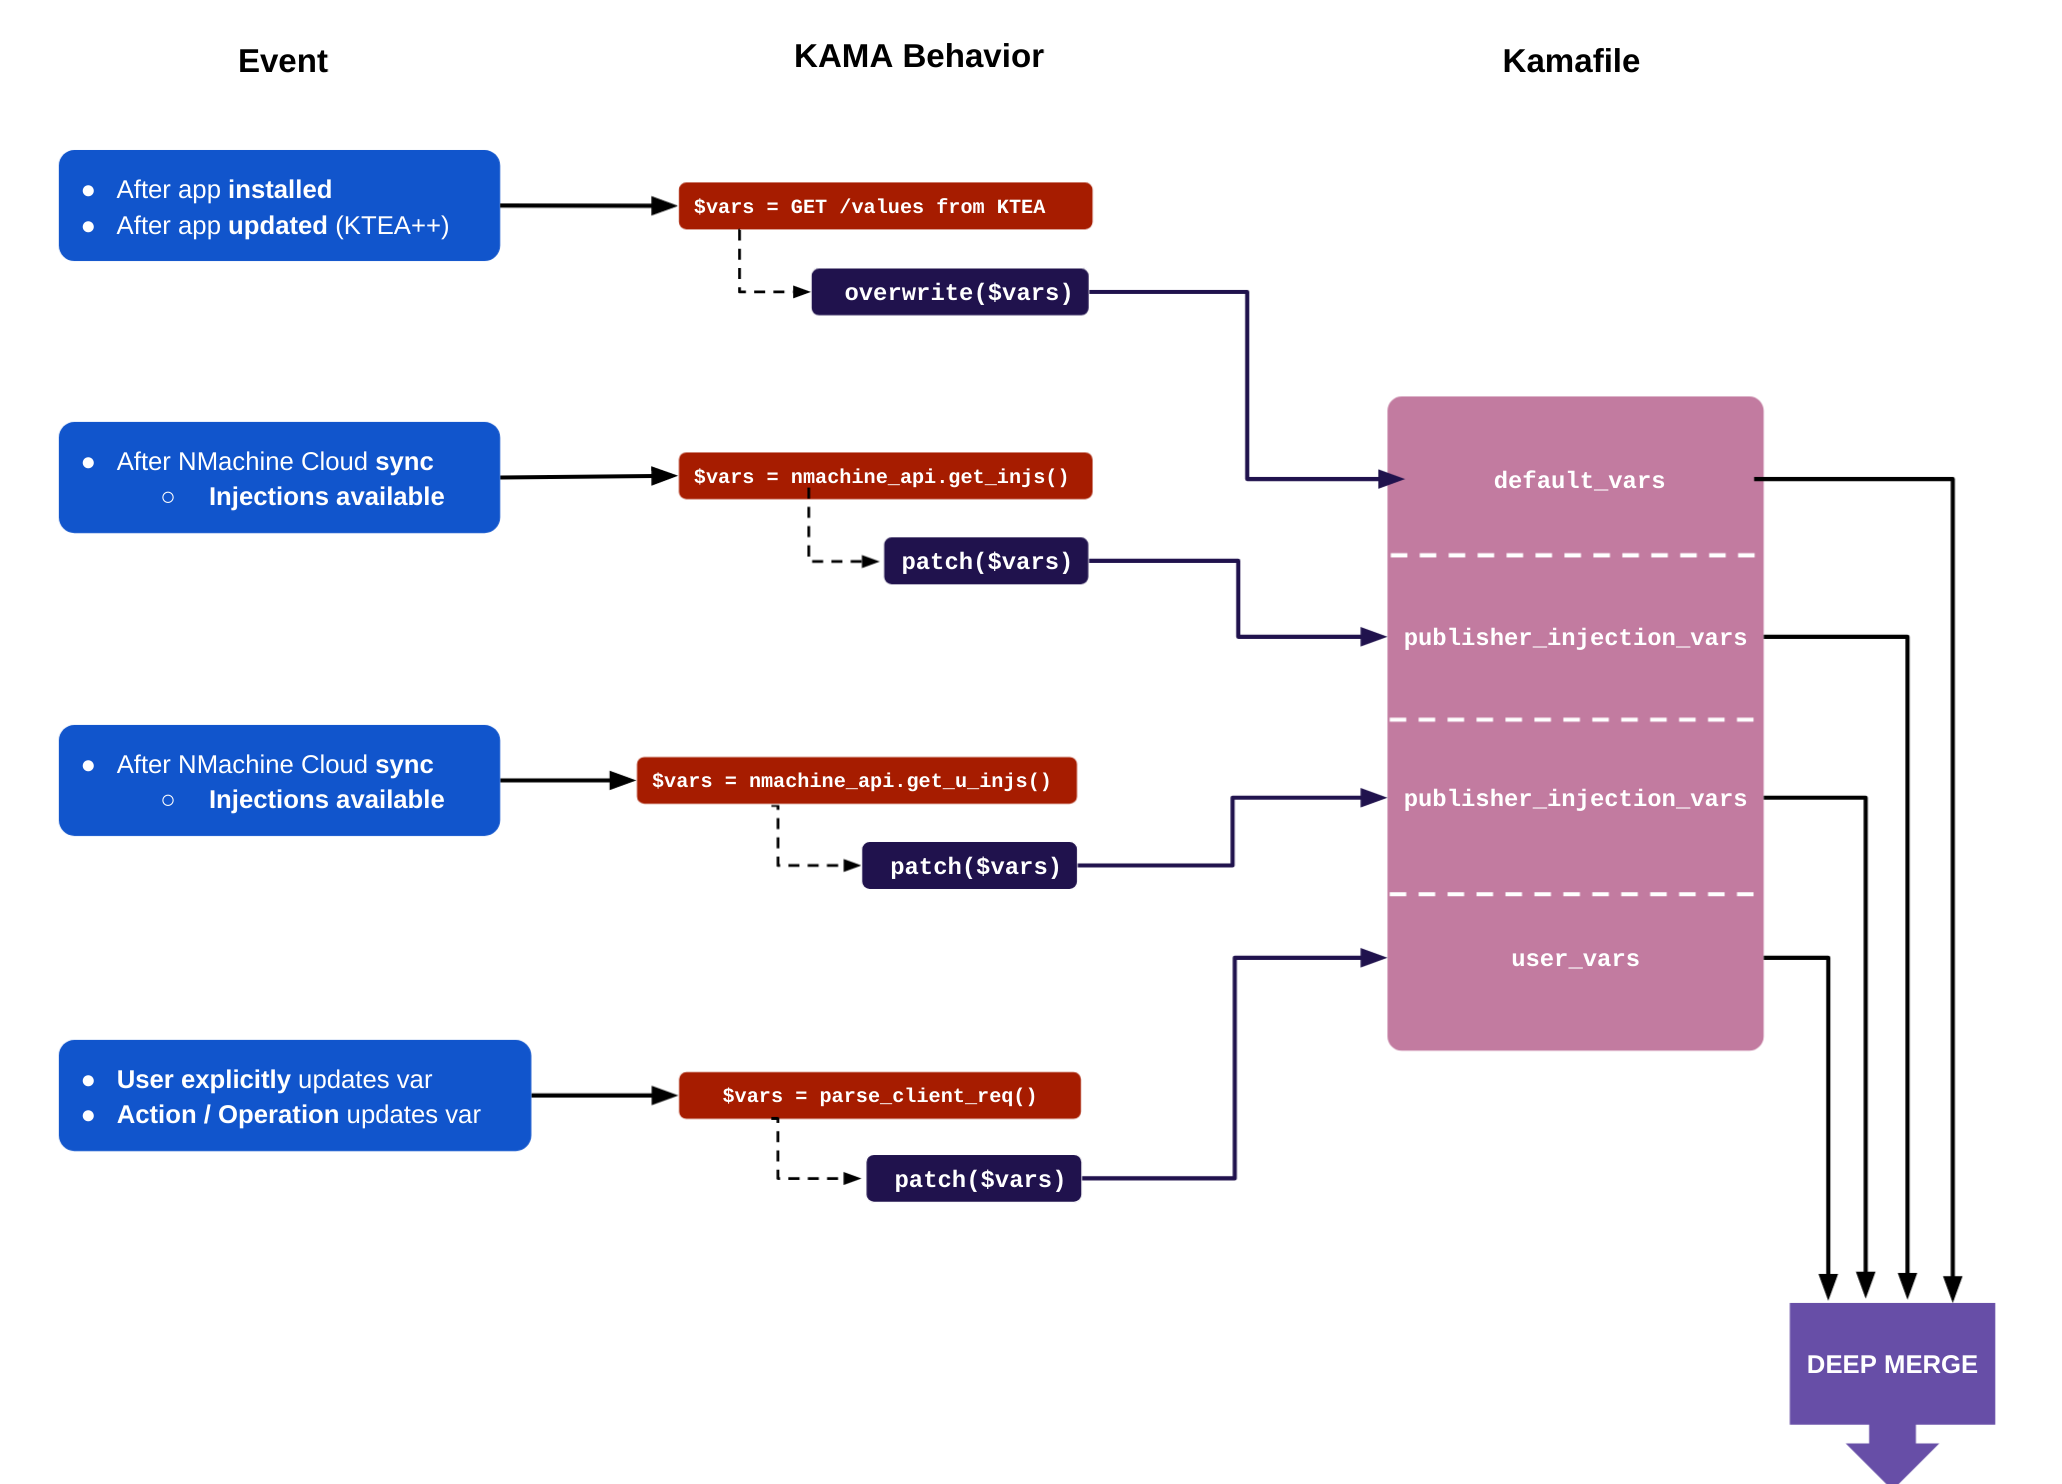 Event
KAMA Behavior
Kamafile
● After app installed
● After app updated (KTEA++)
$vars = GET /values from KTEA
overwrite($vars)
● After NMachine Cloud sync
○ Injections available
$vars = nmachine_api.get_injs()
patch($vars)
default_vars
publisher_injection_vars
● After NMachine Cloud sync
○ Injections available
$vars = nmachine_api.get_u_injs()
patch($vars)
publisher_injection_vars
user_vars
● User explicitly updates var
● Action / Operation updates var
$vars = parse_client_req()
patch($vars)
DEEP MERGE